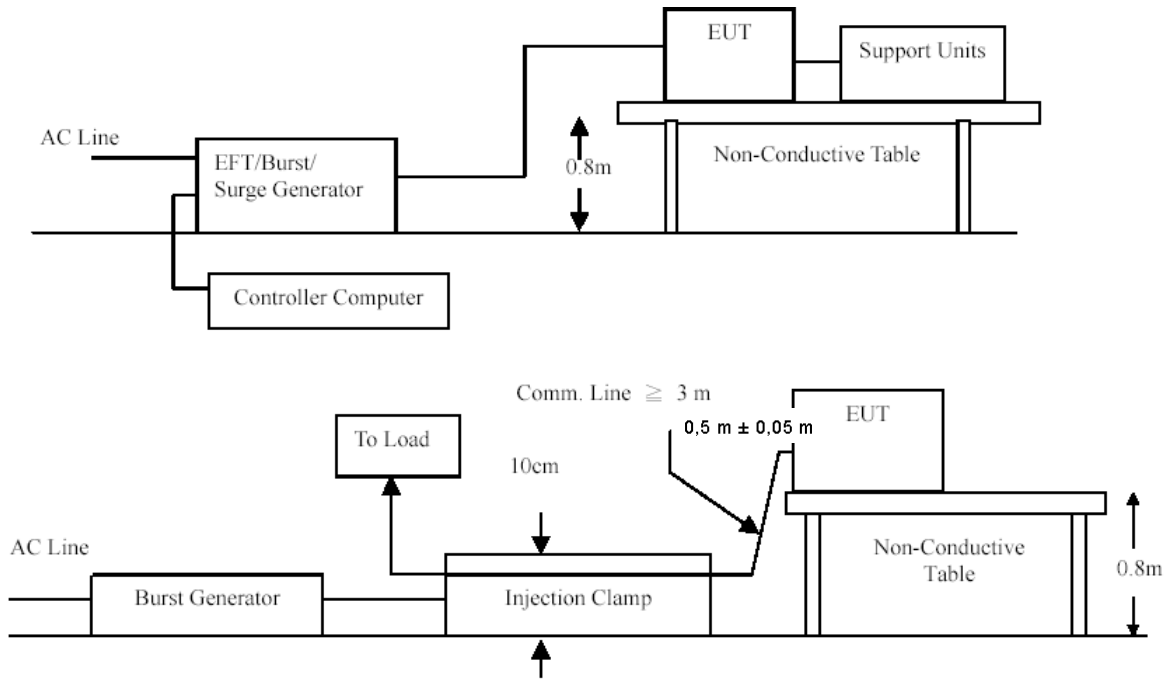 EUT
Support Units
AC Line
EFT/Burst/
Surge Generator
0.8m
Non-Conductive Table
Controller Computer
Comm. Line ≧ 3 m
0,5 m ± 0,05 m
EUT
To Load
10cm
AC Line
Burst Generator
Injection Clamp
Non-Conductive
Table
0.8m